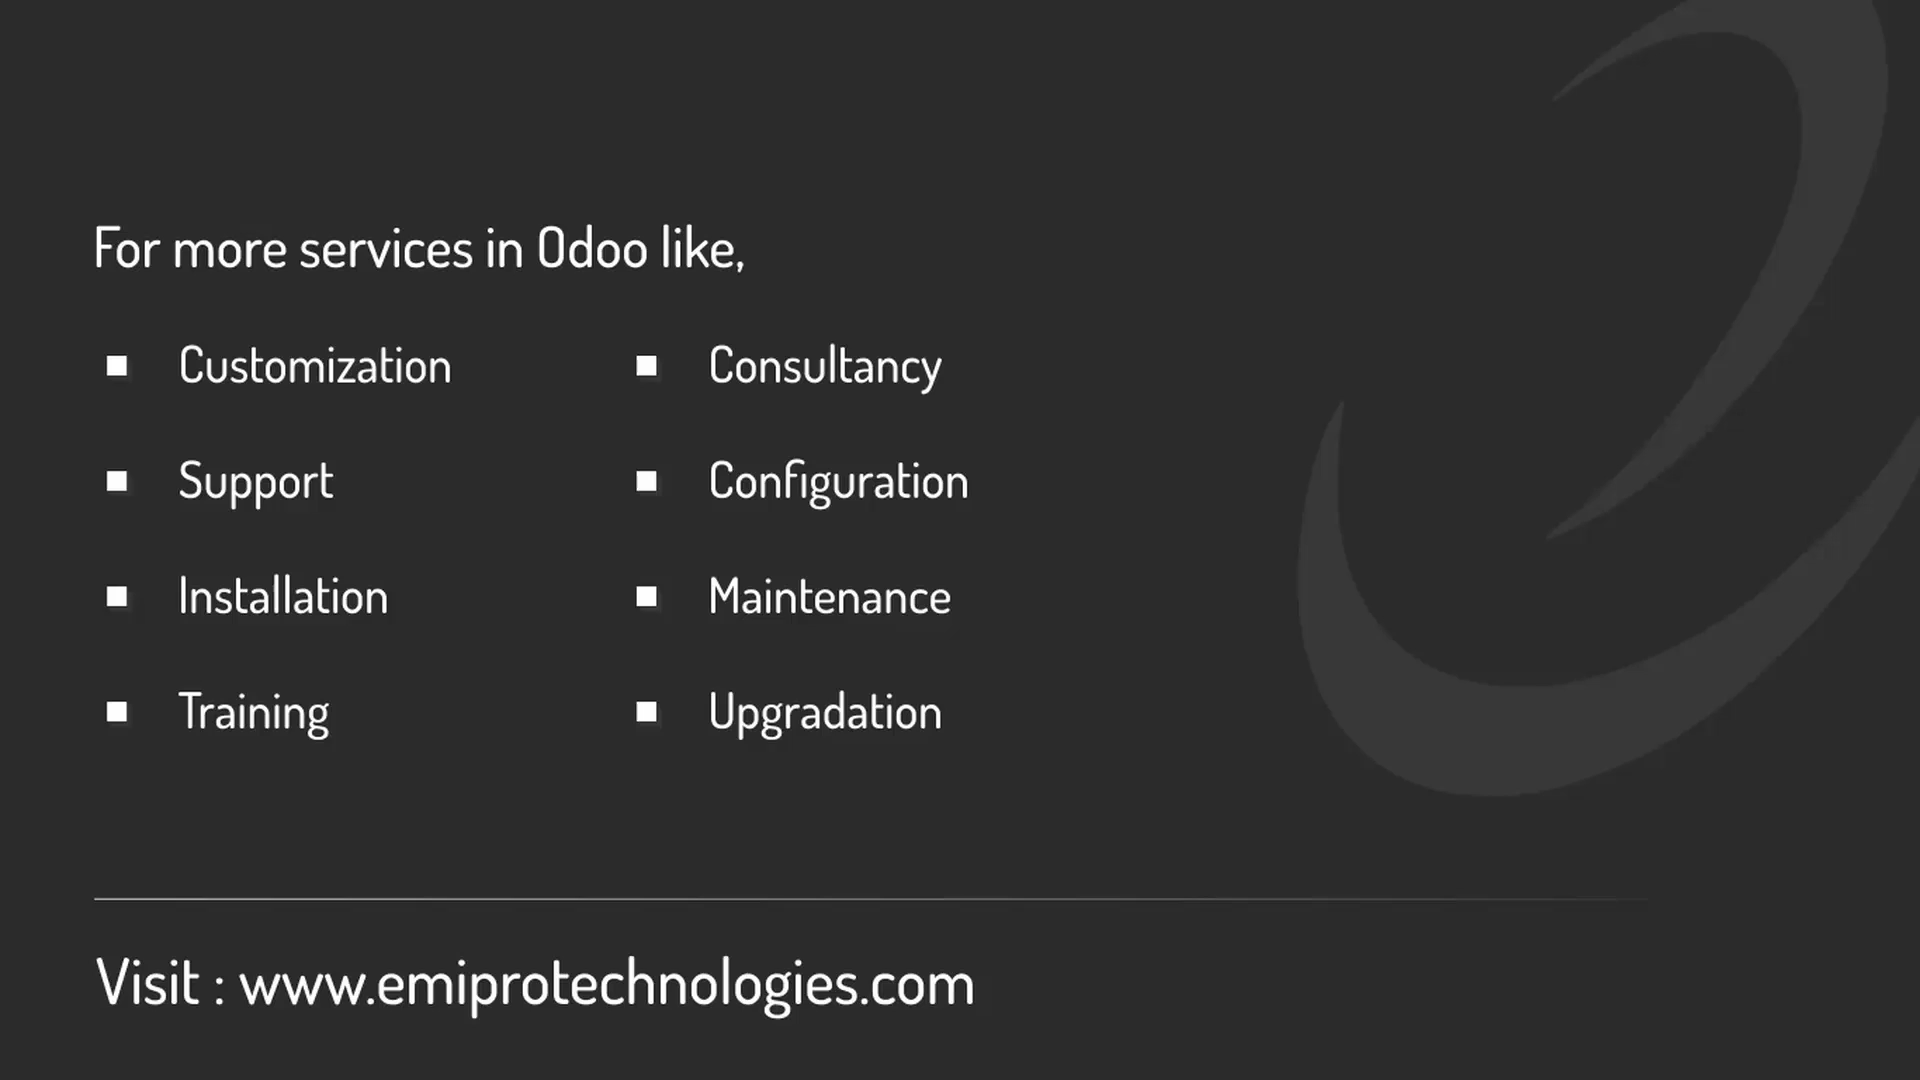 For more services in Odoo like,
Customization
Support
Installation
Training
Consultancy
Configuration
Maintenance
Upgradation
Visit : www.emiprotechnologies.com